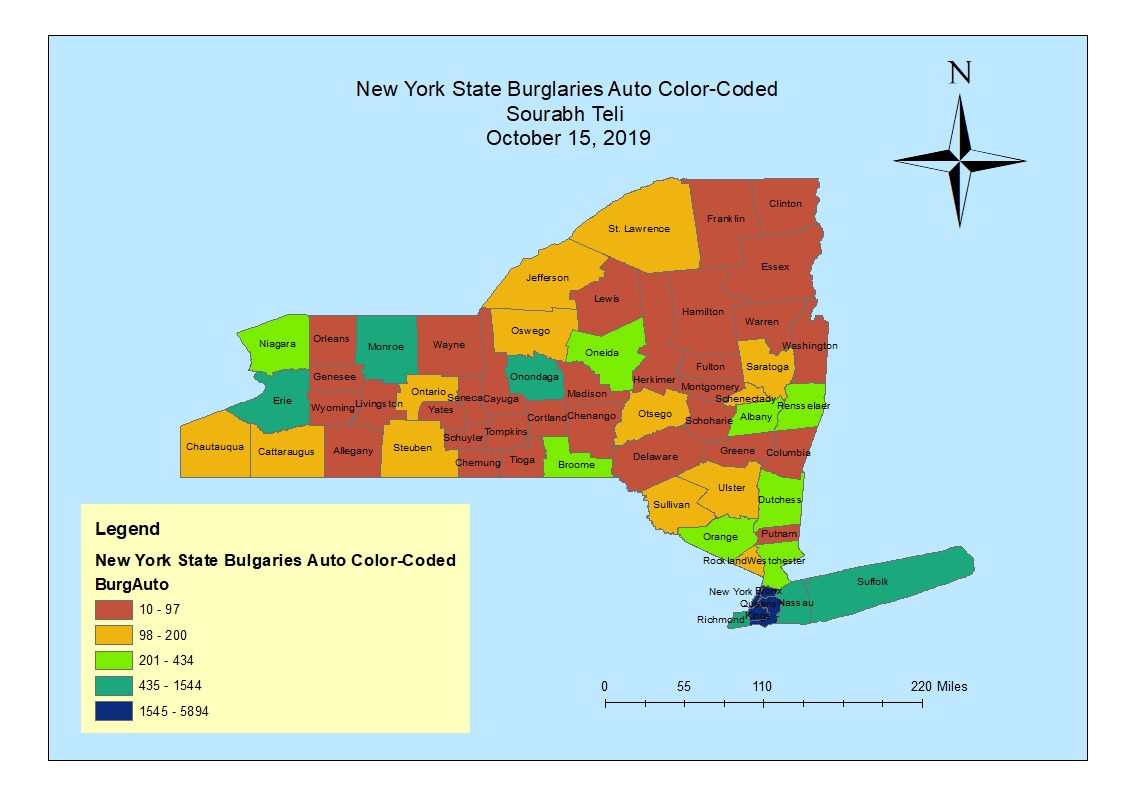 New York State Burglaries Auto Color-Coded
Sourabh Teli
October 15, 2019
N
Clinton
Franklin
St. Lawrence
Essex
Jefferson
Lewis
Hamilton
Warren
Oswego
Niagara
Orleans
Monroe
Wayne
Washington
Oneida
Fulton
Saratoga
Genesee
Onondaga
Herkimer
Montgomery
Ontario
Madison
Erie
Wyoming
Livingston
Seneca
Cayuga
Schenectady
Yates
Rensselaer
Cortland
Chenango
Otsego
Schoharie
Albany
Chautauqua
Cattaraugus
Allegany
Steuben
Schuyler
Tompkins
Greene
Columbia
Chemung
Tioga
Broome
Delaware
Ulster
Sullivan
Dutchess
Orange
Putnam
Rockland
Westchester
Suffolk
New York
Bronx
Queens
Nassau
Kings
Richmond
Legend
New York State Bulgaries Auto Color-Coded
BurgAuto
10 - 97
98 - 200
201 - 434
435 - 1544
1545 - 5894
0 55 110 220 Miles